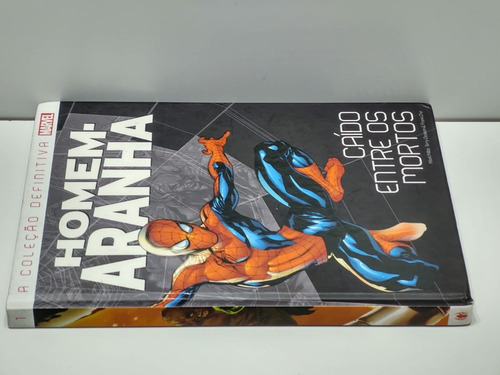 A COLEÇÃO DEFINITIVA
MARVEL
HOMEM-
ARANHA
CAÍDO
ENTRE OS
MORTOS
1